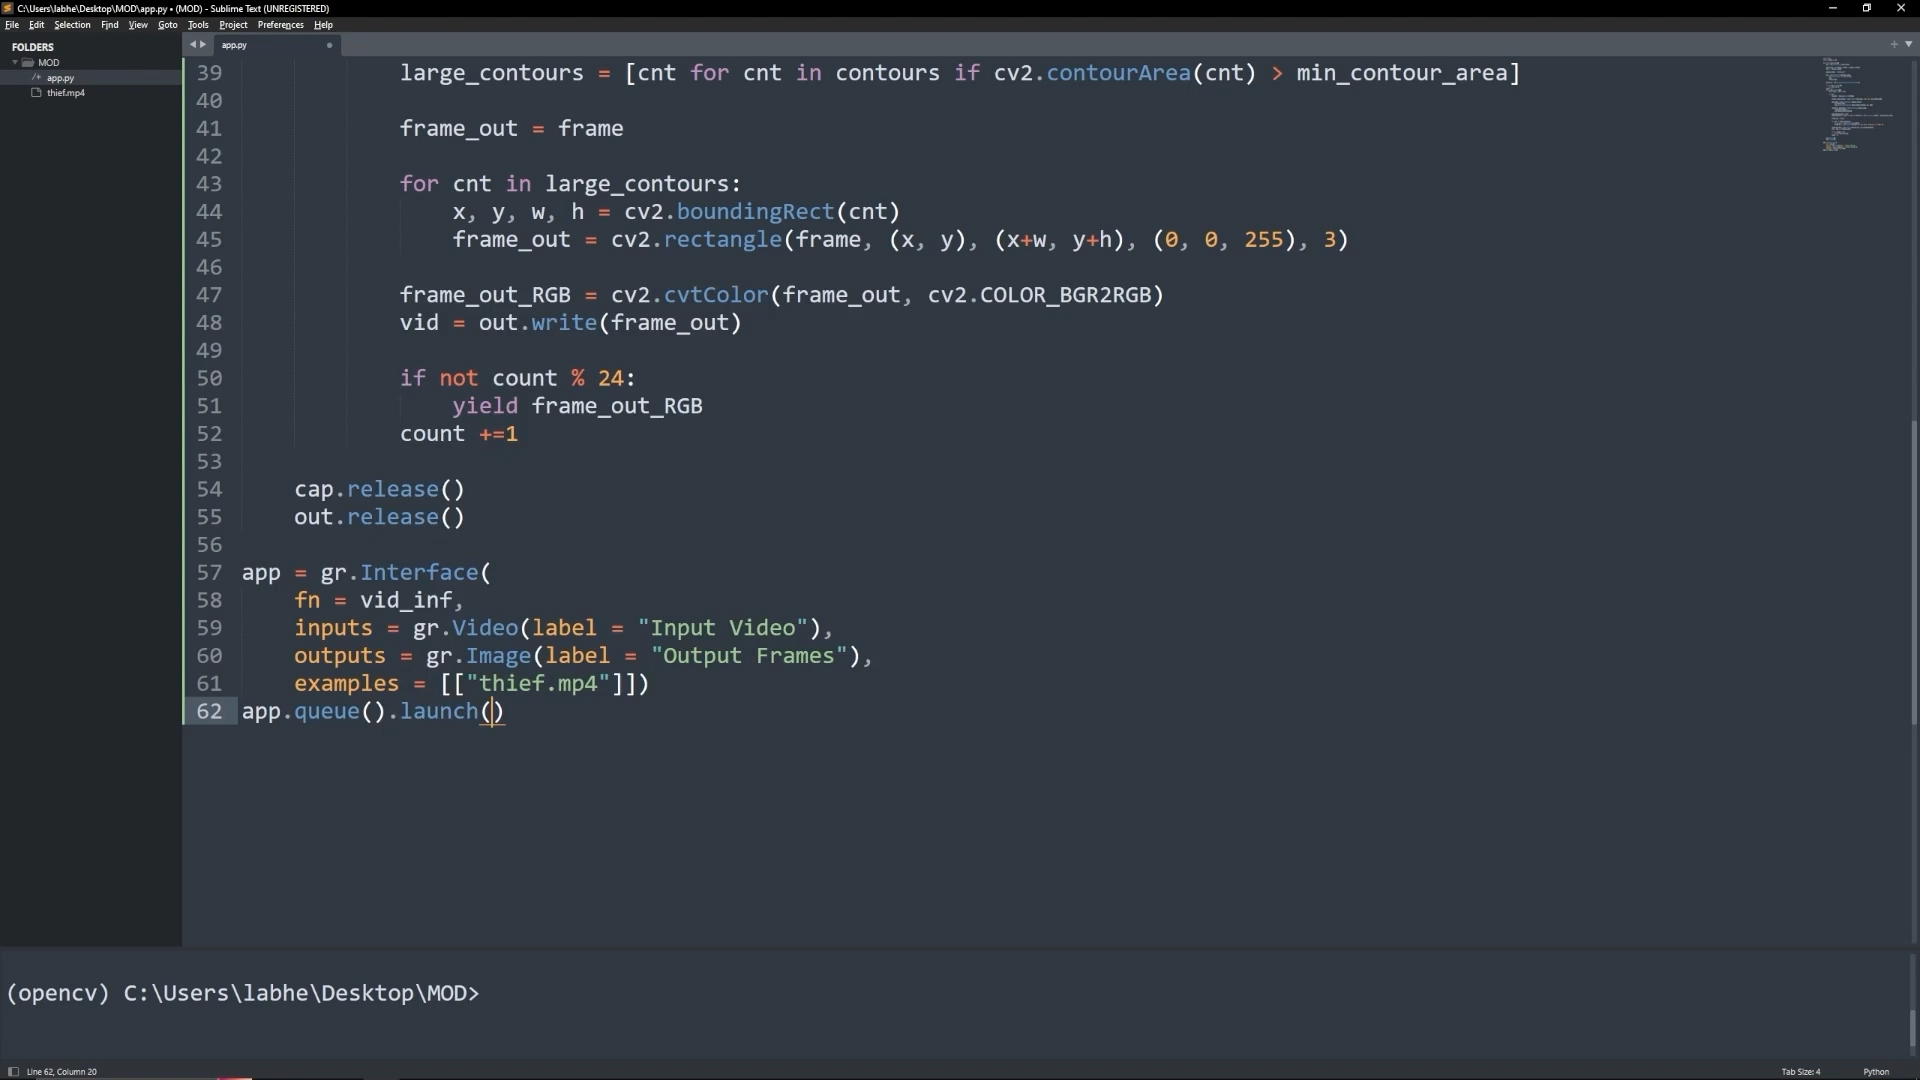 C:\Users\labhe\Desktop\MOD\app.py • (MOD) - Sublime Text (UNREGISTERED)
File Edit Selection Find View Goto Tools Project Preferences Help
FOLDERS
MOD
/* app.py
thief.mp4
app.py
39 large_contours = [cnt for cnt in contours if cv2.contourArea(cnt) > min_contour_area]
40
41 frame_out = frame
42
43 for cnt in large_contours:
44 x, y, w, h = cv2.boundingRect(cnt)
45 frame_out = cv2.rectangle(frame, (x, y), (x+w, y+h), (0, 0, 255), 3)
46
47 frame_out_RGB = cv2.cvtColor(frame_out, cv2.COLOR_BGR2RGB)
48 vid = out.write(frame_out)
49
50 if not count % 24:
51 yield frame_out_RGB
52 count +=1
53
54 cap.release()
55 out.release()
56
57 app = gr.Interface(
58 fn = vid_inf,
59 inputs = gr.Video(label = "Input Video"),
60 outputs = gr.Image(label = "Output Frames"),
61 examples = [["thief.mp4"]])
62 app.queue().launch()
(opencv) C:\Users\labhe\Desktop\MOD>
Line 62, Column 20
Tab Size: 4
Python